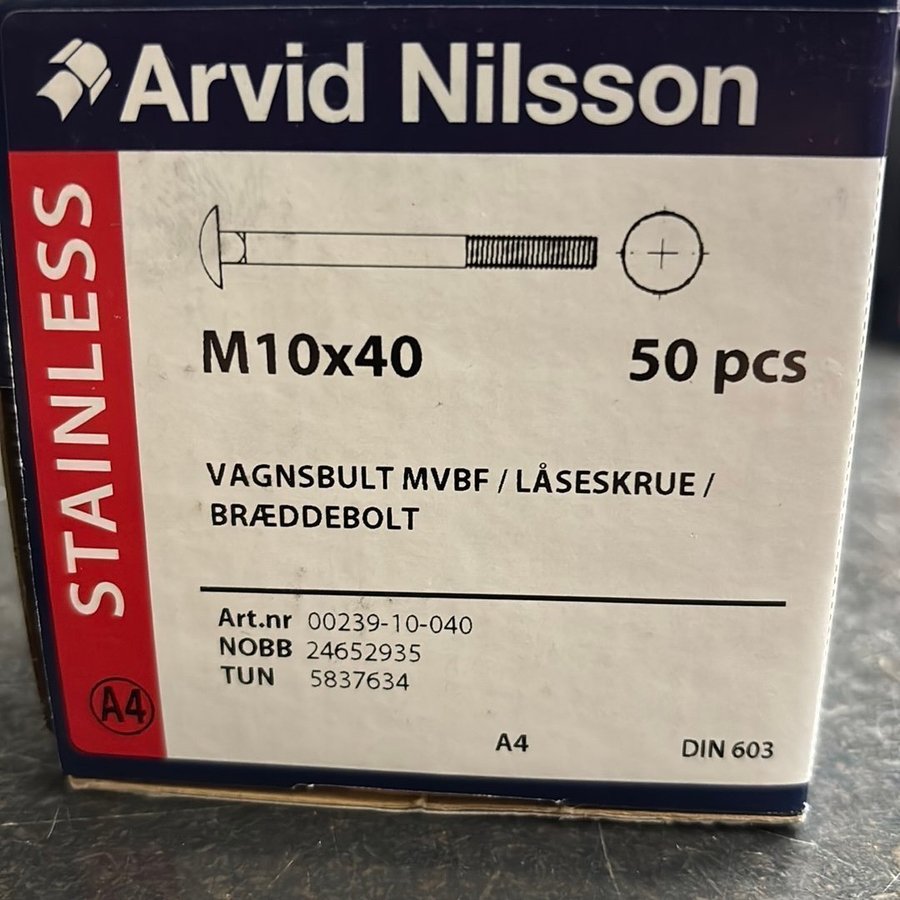 Arvid Nilsson
STAINLESS
M10x40 50 pcs
VAGNSBULT MVBF / LÅSESKRUE /
BRÆDDEBOLT
Art.nr 00239-10-040
NOBB 24652935
TUN 5837634
A4
A4 DIN 603